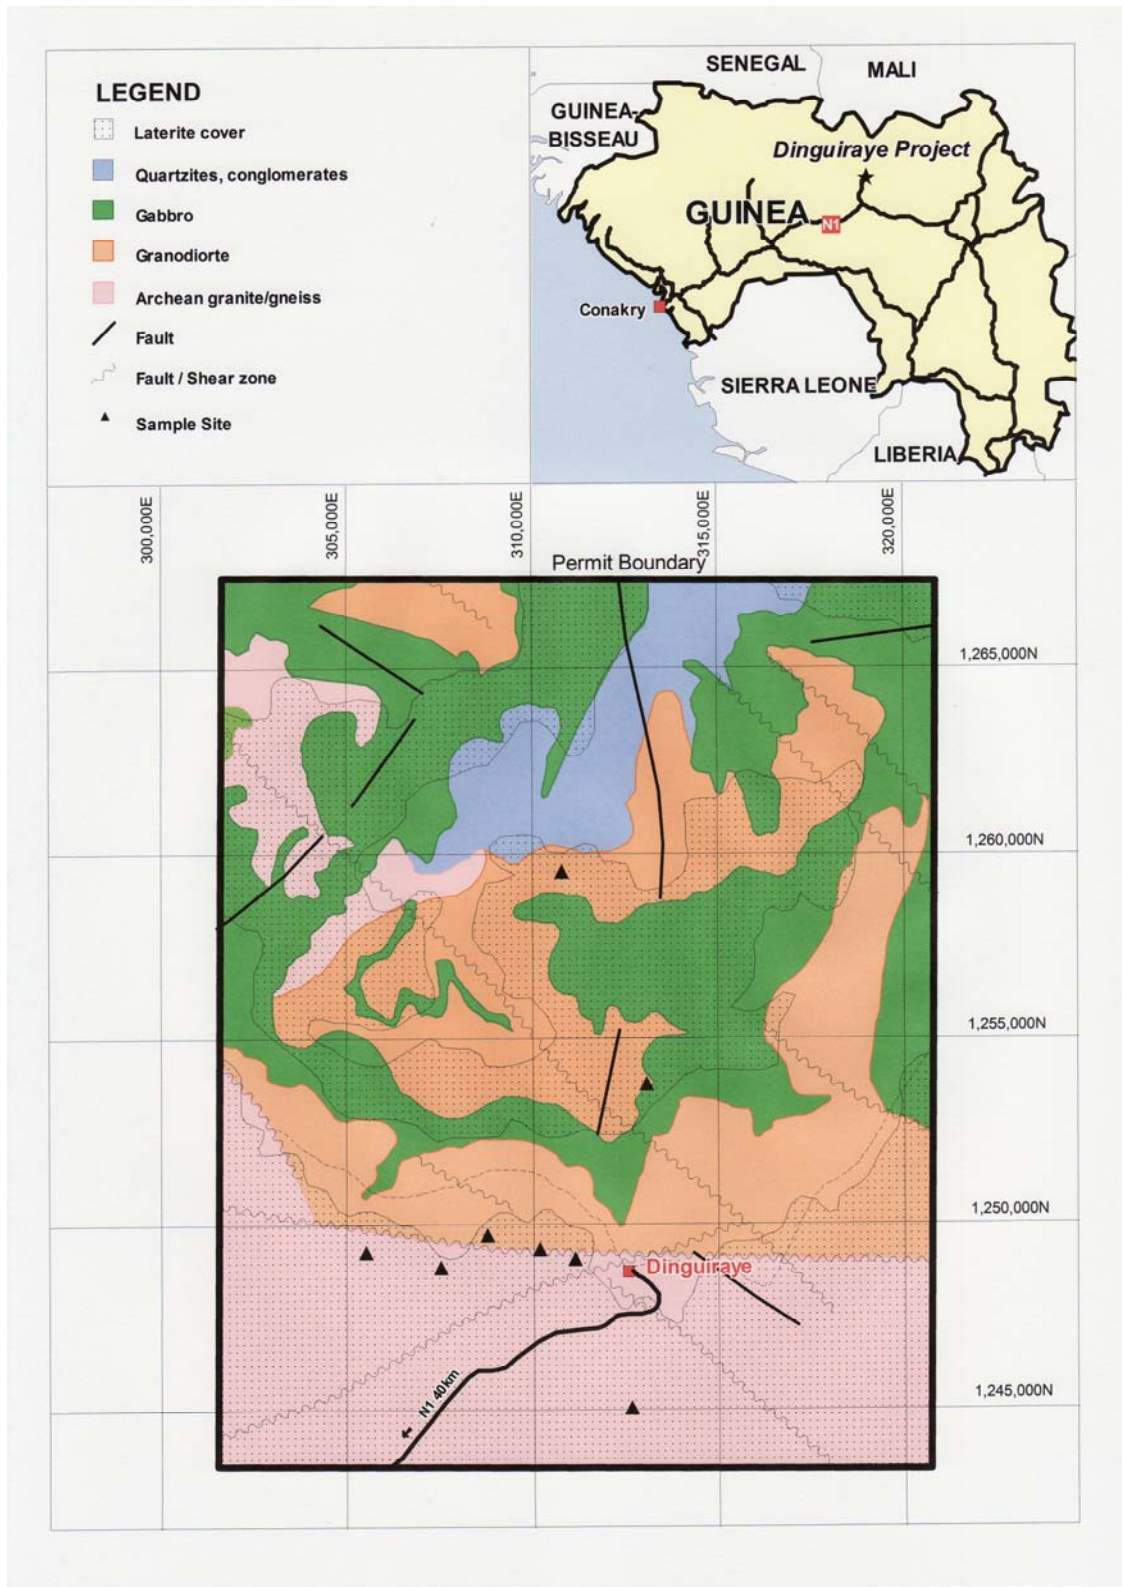 LEGEND
Laterite cover
Quartzites, conglomerates
Gabbro
Granodiorte
Archean granite/gneiss
Fault
Fault / Shear zone
Sample Site
SENEGAL
MALI
GUINEA-
BISSEAU
Dinguiraye Project
GUINEA
N1
Conakry
SIERRA LEONE
LIBERIA
300,000E
305,000E
310,000E
315,000E
320,000E
Permit Boundary
1,265,000N
1,260,000N
1,255,000N
1,250,000N
Dinguiraye
1,245,000N
N1 40km